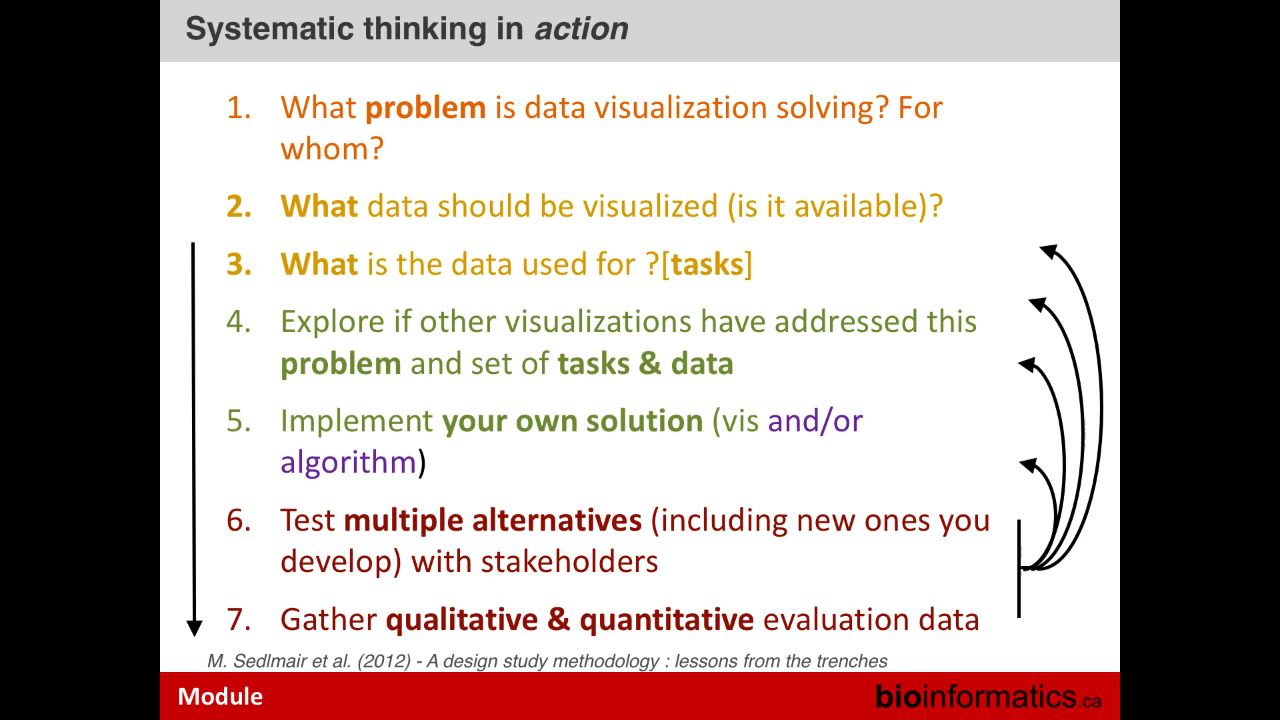 Systematic thinking in action
1. What problem is data visualization solving? For
whom?
2. What data should be visualized (is it available)?
3. What is the data used for ?[tasks]
4. Explore if other visualizations have addressed this
problem and set of tasks & data
5. Implement your own solution (vis and/or
algorithm)
6. Test multiple alternatives (including new ones you
develop) with stakeholders
7. Gather qualitative & quantitative evaluation data
M. Sedlmair et al. (2012) - A design study methodology : lessons from the trenches
Module
bioinformatics.ca